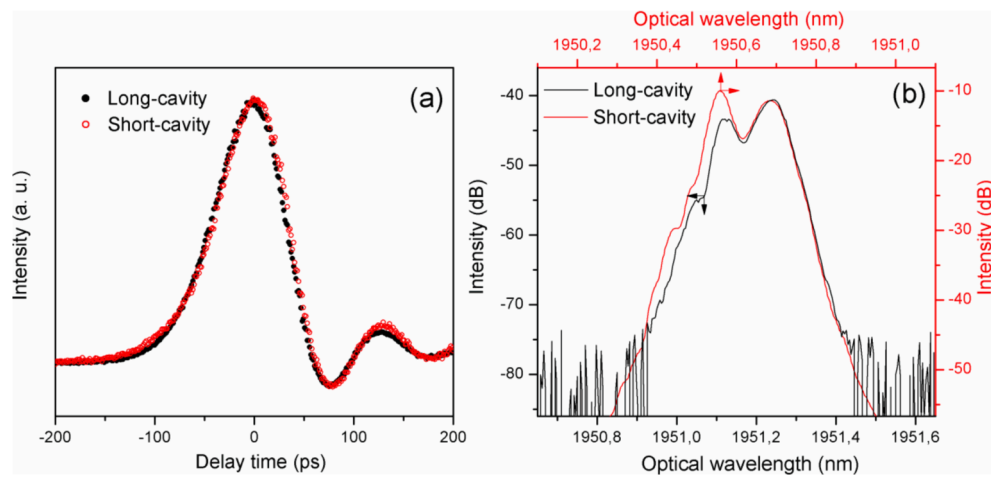 (a)
Long-cavity
Short-cavity
Intensity (a. u.)
-200 -100 0 100 200
Delay time (ps)
Optical wavelength (nm)
1950,2 1950,4 1950,6 1950,8 1951,0
(b)
Long-cavity
Short-cavity
Intensity (dB)
-40
-50
-60
-70
-80
-10
-20
-30
-40
-50
Intensity (dB)
1950,8 1951,0 1951,2 1951,4 1951,6
Optical wavelength (nm)